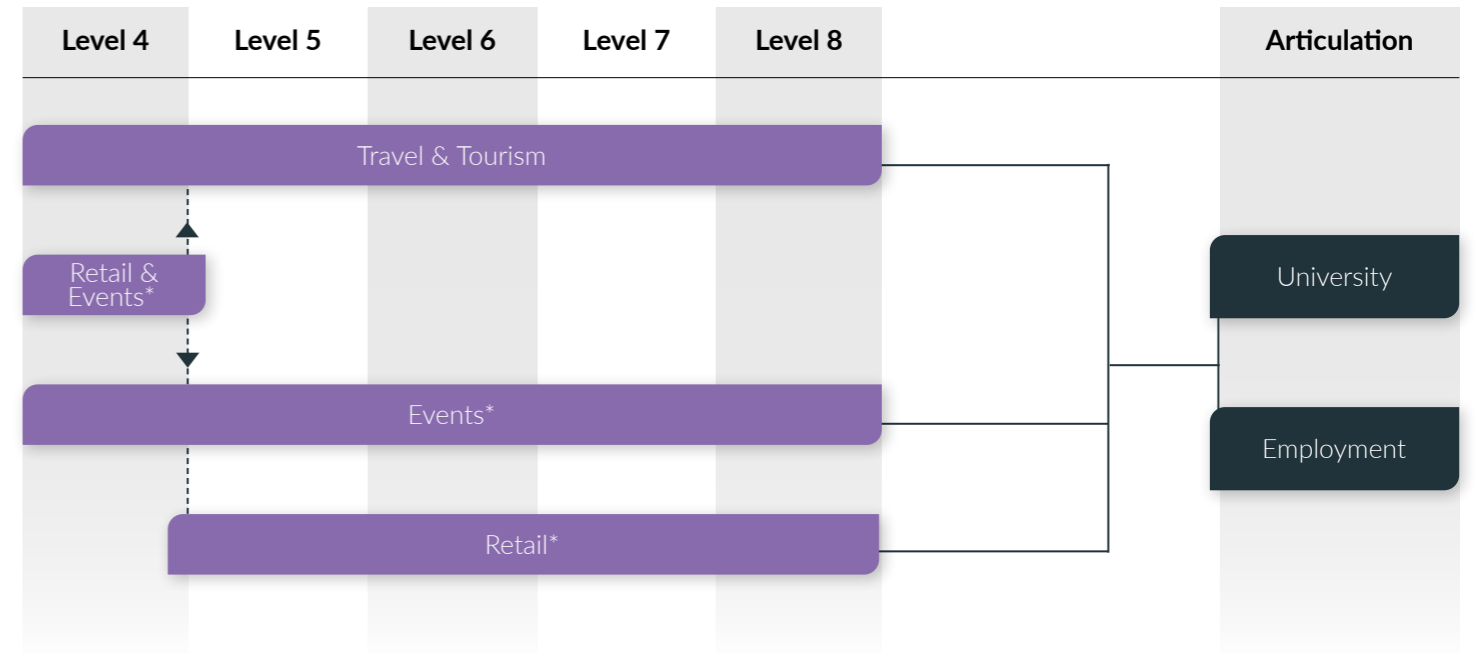 Level 4 Level 5 Level 6 Level 7 Level 8 Articulation
Travel & Tourism
Retail &
Events*
University
Events*
Employment
Retail*